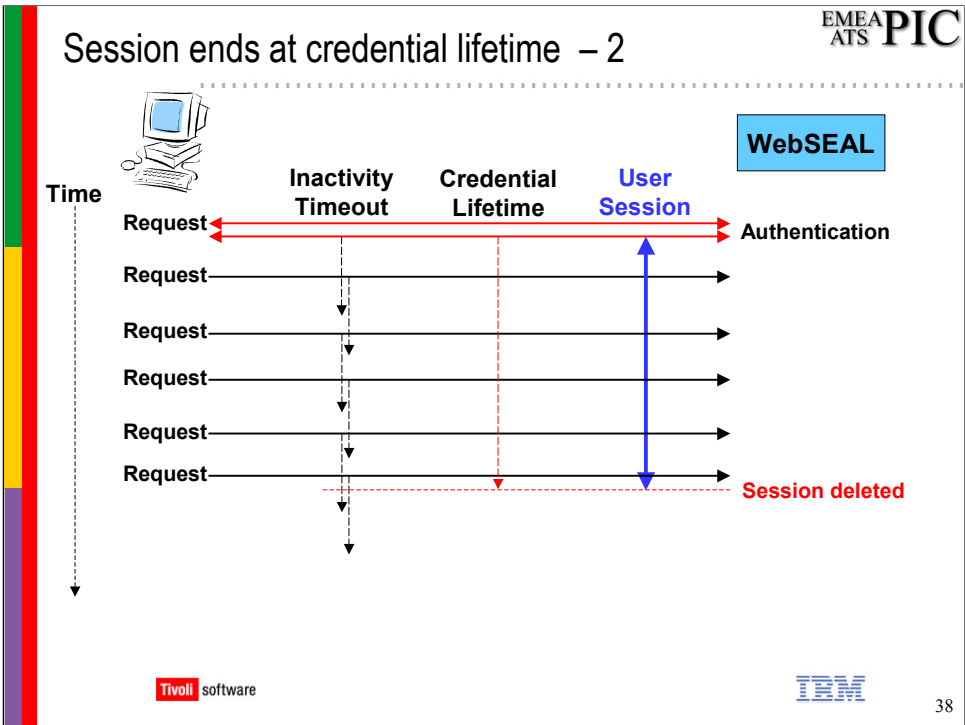 Session ends at credential lifetime – 2
EMEA
ATS PIC
WebSEAL
Time
Inactivity
Timeout
Credential
Lifetime
User
Session
Request
Authentication
Request
Request
Request
Request
Request
Session deleted
Tivoli software
IBM
38